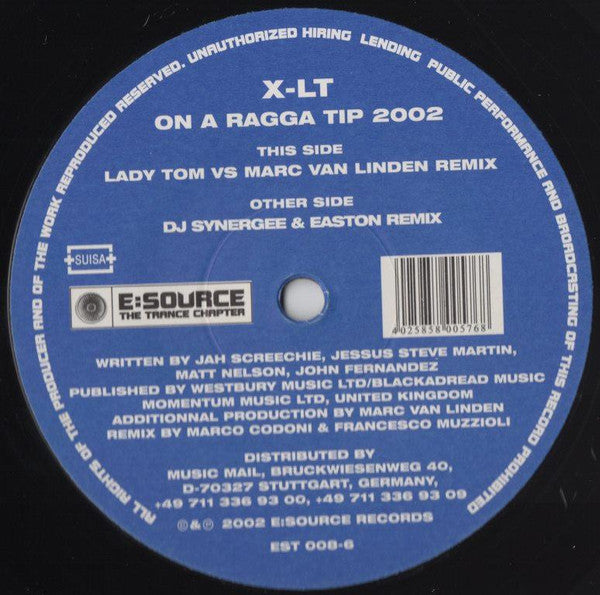 ALL RIGHTS OF THE PRODUCER AND OF THE WORK REPRODUCED RESERVED. UNAUTHORIZED HIRING LENDING PUBLIC PERFORMANCE AND BROADCASTING OF THIS RECORD PROHIBITED
X-LT
ON A RAGGA TIP 2002
THIS SIDE
LADY TOM VS MARC VAN LINDEN REMIX
OTHER SIDE
DJ SYNERGEE & EASTON REMIX
SUISA
E:SOURCE
THE TRANCE CHAPTER
4 025858 005768
WRITTEN BY JAH SCREECHIE, JESSUS STEVE MARTIN,
MATT NELSON, JOHN FERNANDEZ
PUBLISHED BY WESTBURY MUSIC LTD/BLACKADREAD MUSIC
MOMENTUM MUSIC LTD, UNITED KINGDOM
ADDITIONNAL PRODUCTION BY MARC VAN LINDEN
REMIX BY MARCO CODONI & FRANCESCO MUZZIOLI
DISTRIBUTED BY
MUSIC MAIL, BRUCKWIESENWEG 40,
D-70327 STUTTGART, GERMANY,
+49 711 336 93 00, +49 711 336 93 09
©&℗ 2002 E:SOURCE RECORDS
EST 008-6